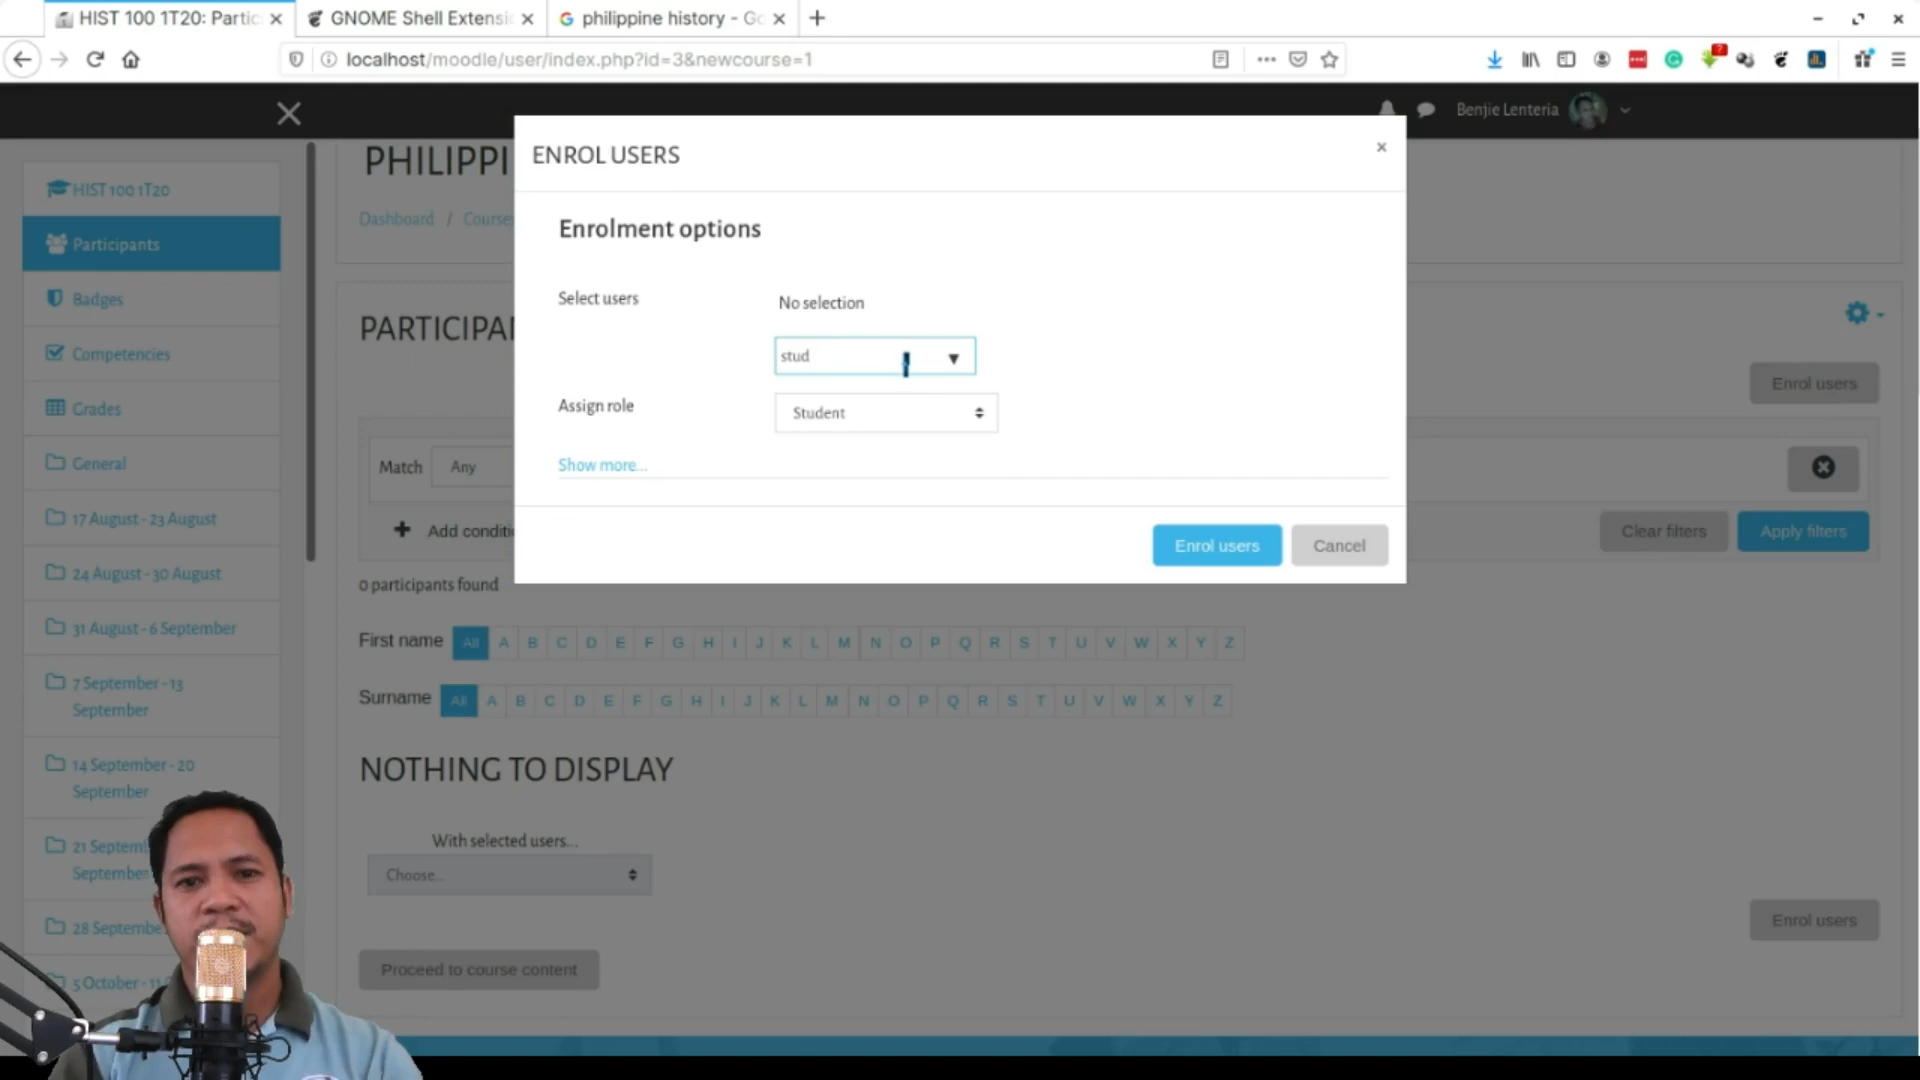 HIST 100 1T20: Partic
GNOME Shell Extensi
philippine history - Go
localhost/moodle/user/index.php?id=3&newcourse=1
Benjie Lenteria
HIST 100 1T20
Participants
Badges
Competencies
Grades
General
17 August - 23 August
24 August - 30 August
31 August - 6 September
7 September - 13
September
14 September - 20
September
21 Septem
September
28 Septembe
5 October - 11
PHILIPPI
Dashboard / Course
PARTICIPA
Enrol users
ENROL USERS
×
Enrolment options
Select users
No selection
stud
Assign role
Student
Show more...
Enrol users
Cancel
Match Any
Add conditi
Clear filters
Apply filters
0 participants found
First name All A B C D E F G H I J K L M N O P Q R S T U V W X Y Z
Surname All A B C D E F G H I J K L M N O P Q R S T U V W X Y Z
NOTHING TO DISPLAY
With selected users...
Choose...
Enrol users
Proceed to course content